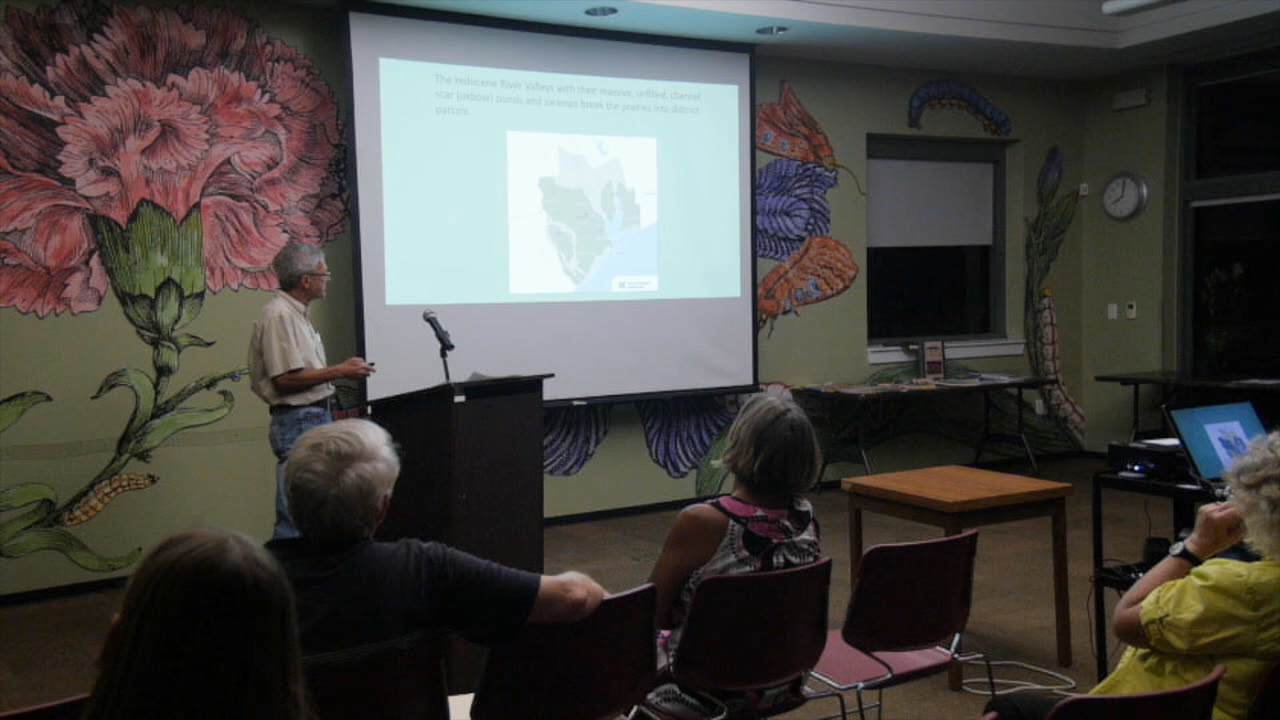 The Holocene River Valleys with their massive, unfilled, channel
scar (oxbow) ponds and swamps break the prairies into distinct
pattern.